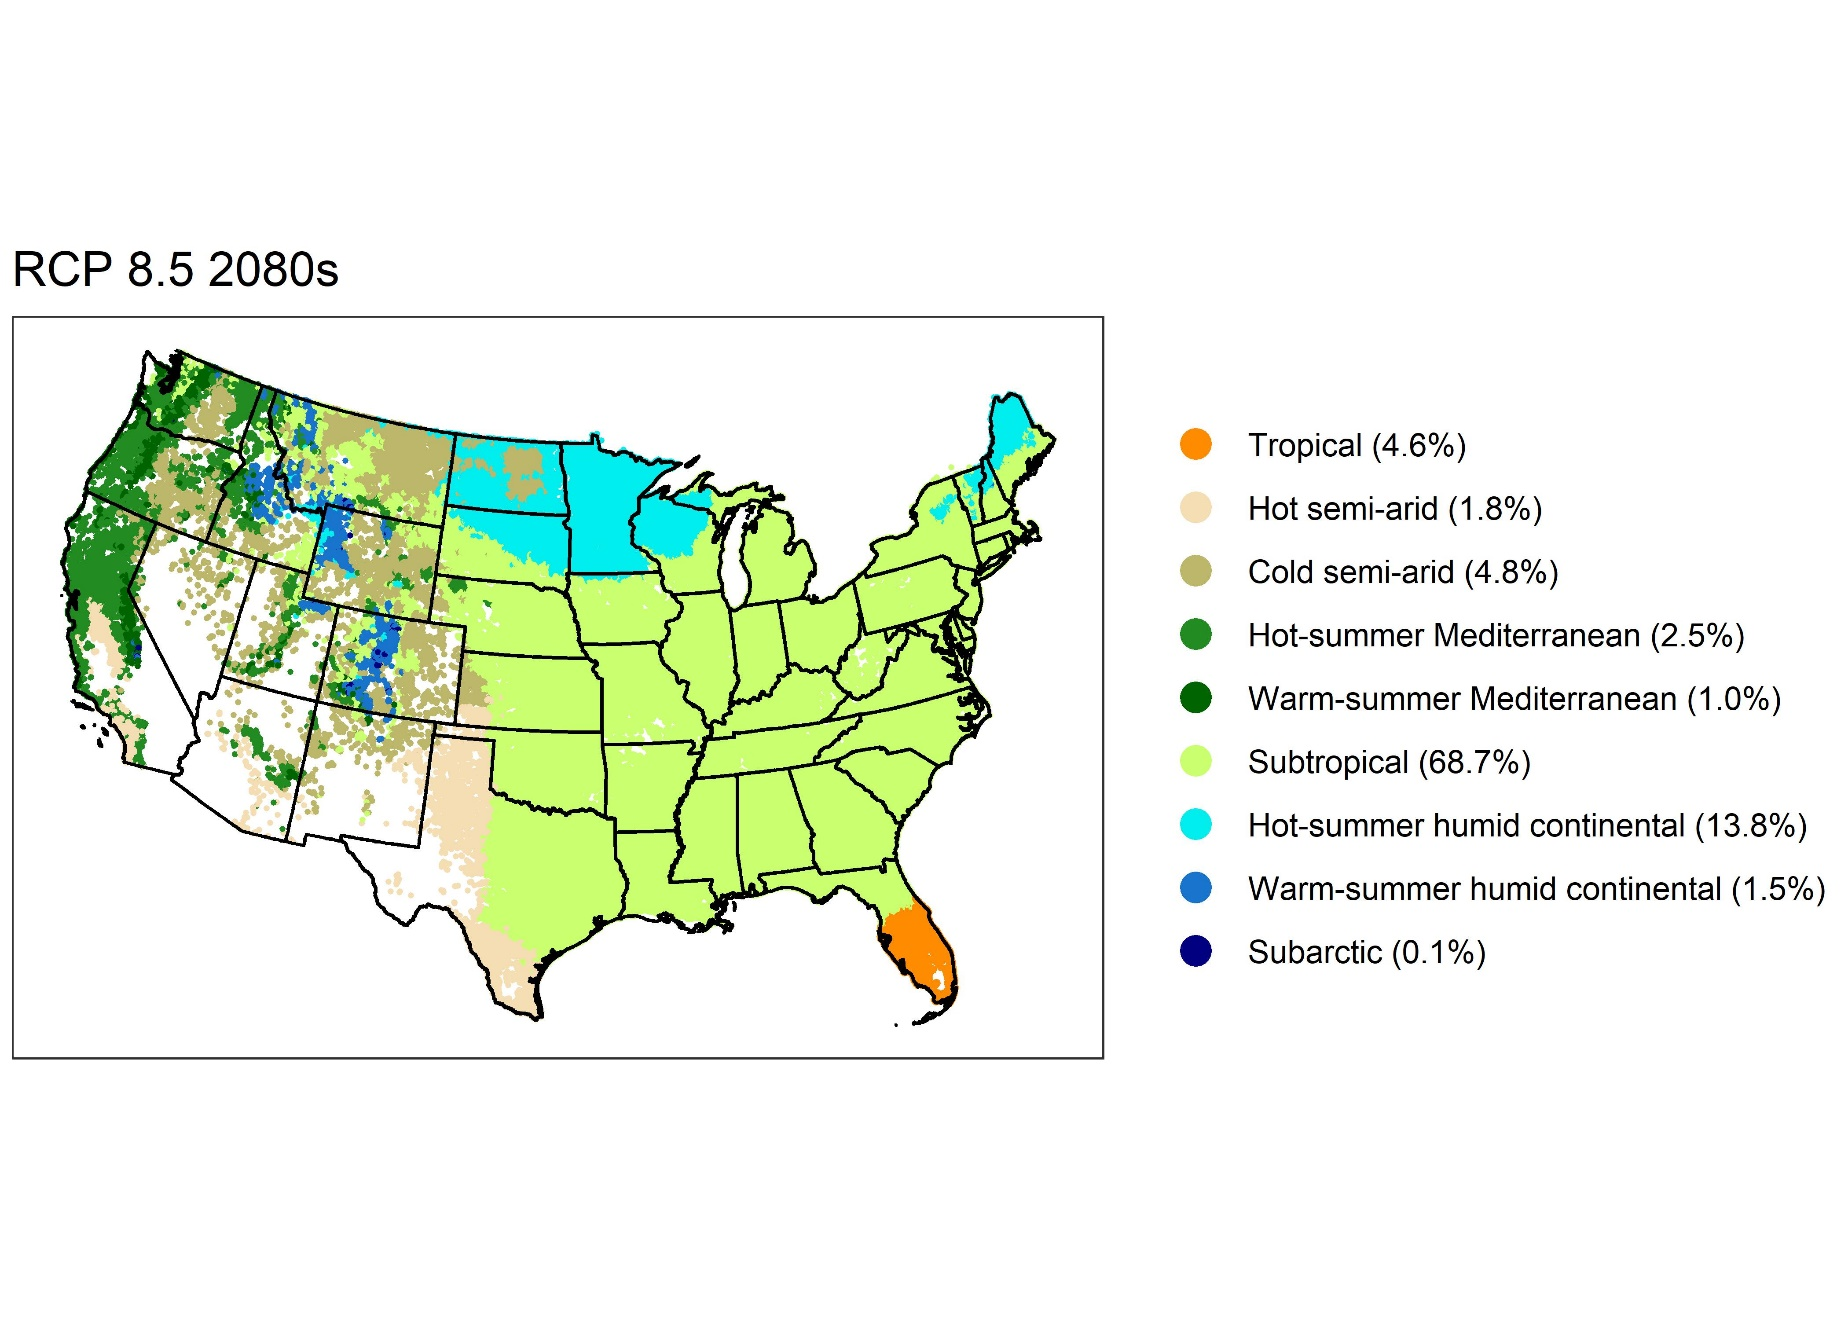 RCP 8.5 2080s
Tropical (4.6%)
Hot semi-arid (1.8%)
Cold semi-arid (4.8%)
Hot-summer Mediterranean (2.5%)
Warm-summer Mediterranean (1.0%)
Subtropical (68.7%)
Hot-summer humid continental (13.8%)
Warm-summer humid continental (1.5%)
Subarctic (0.1%)